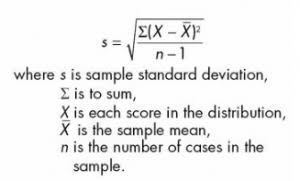 s = √Σ(X – X̄)²
n – 1
where s is sample standard deviation,
Σ is to sum,
X is each score in the distribution,
X̄ is the sample mean,
n is the number of cases in the
sample.